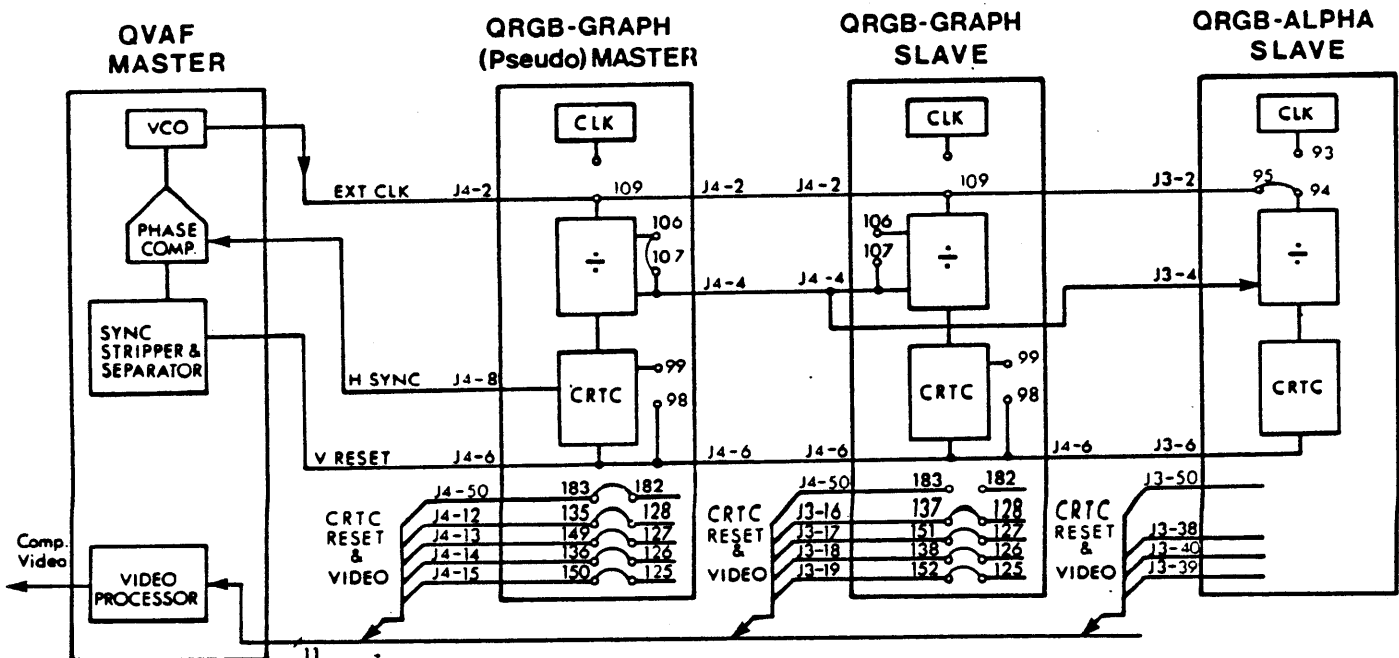 QVAF
MASTER
VCO
PHASE
COMP.
SYNC
STRIPPER &
SEPARATOR
VIDEO
PROCESSOR
Comp.
Video
11
EXT CLK
J4-2
H SYNC
J4-8
V RESET
J4-6
QRGB-GRAPH
(Pseudo) MASTER
CLK
109
÷
106
107
J4-4
CRTC
99
98
J4-2
J4-6
CRTC
RESET
&
VIDEO
J4-50 183 182
J4-12 135 128
J4-13 149 127
J4-14 136 126
J4-15 150 125
QRGB-GRAPH
SLAVE
CLK
J4-2
109
106
107
÷
J4-4
CRTC
99
98
J4-6
J4-6
CRTC
RESET
&
VIDEO
J4-50 183 182
J3-16 137 128
J3-17 151 127
J3-18 138 126
J3-19 152 125
QRGB-ALPHA
SLAVE
CLK
93
95
94
J3-2
÷
J3-4
CRTC
J3-6
CRTC
RESET
&
VIDEO
J3-50
J3-38
J3-40
J3-39